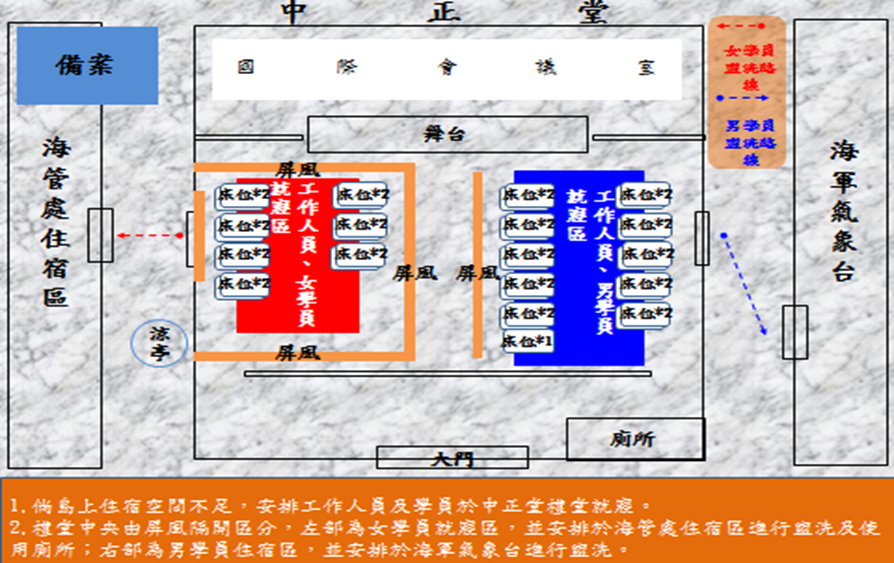 中正堂
備案
國際會議室
女學員
盥洗路
線
男學員
盥洗路
線
舞台
海管處住宿區
海軍氣象台
屏風
床位*2
床位*2
床位*2
床位*2
工作人員、女學員
就寢區
床位*2
床位*2
床位*2
屏風
屏風
床位*2
床位*2
床位*2
床位*2
床位*2
床位*1
工作人員、男學員
就寢區
床位*2
床位*2
床位*2
床位*2
床位*2
涼亭
屏風
廁所
大門
1.倘島上住宿空間不足，安排工作人員及學員於中正堂禮堂就寢。
2.禮堂中央由屏風隔開區分，左部為女學員就寢區，並安排於海管處住宿區進行盥洗及使
用廁所；右部為男學員住宿區，並安排於海軍氣象台進行盥洗。